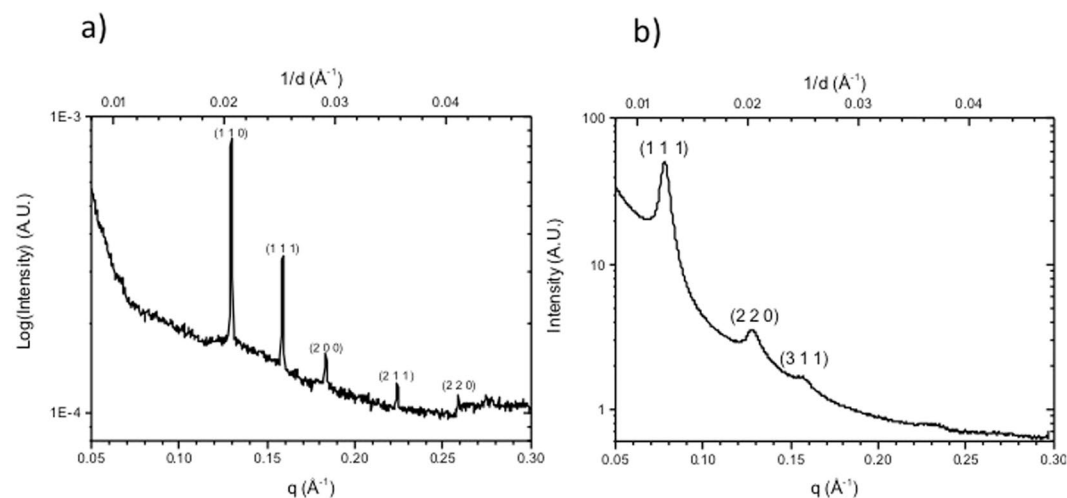 a)
1/d (Å-1)
0.01 0.02 0.03 0.04
1E-3
(1 1 0)
(1 1 1)
(2 0 0)
(2 1 1)
(2 2 0)
Log(Intensity) (A.U.)
1E-4
0.05 0.10 0.15 0.20 0.25 0.30
q (Å-1)
b)
1/d (Å-1)
0.01 0.02 0.03 0.04
100
(1 1 1)
(2 2 0)
(3 1 1)
Intensity (A.U.)
10
1
0.05 0.10 0.15 0.20 0.25 0.30
q (Å-1)